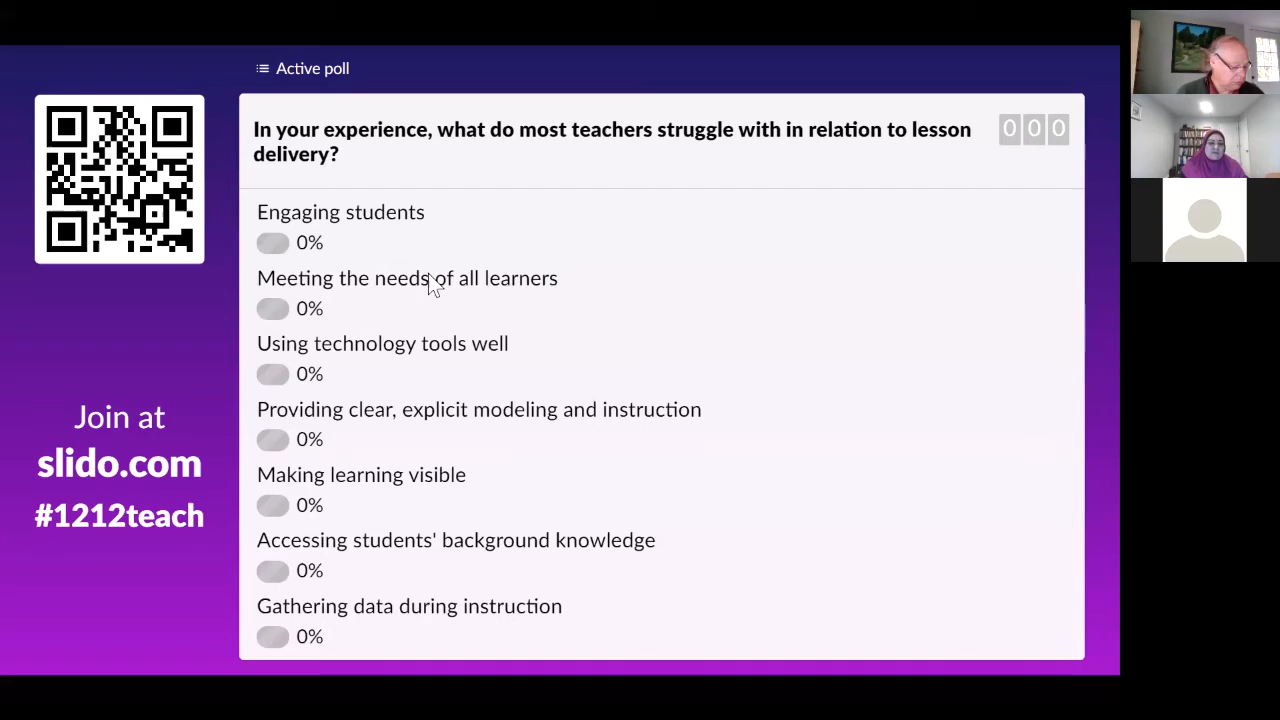 Active poll
In your experience, what do most teachers struggle with in relation to lesson
delivery?
000
Engaging students
0%
Meeting the needs of all learners
0%
Using technology tools well
0%
Providing clear, explicit modeling and instruction
0%
Making learning visible
0%
Accessing students' background knowledge
0%
Gathering data during instruction
0%
Join at
slido.com
#1212teach